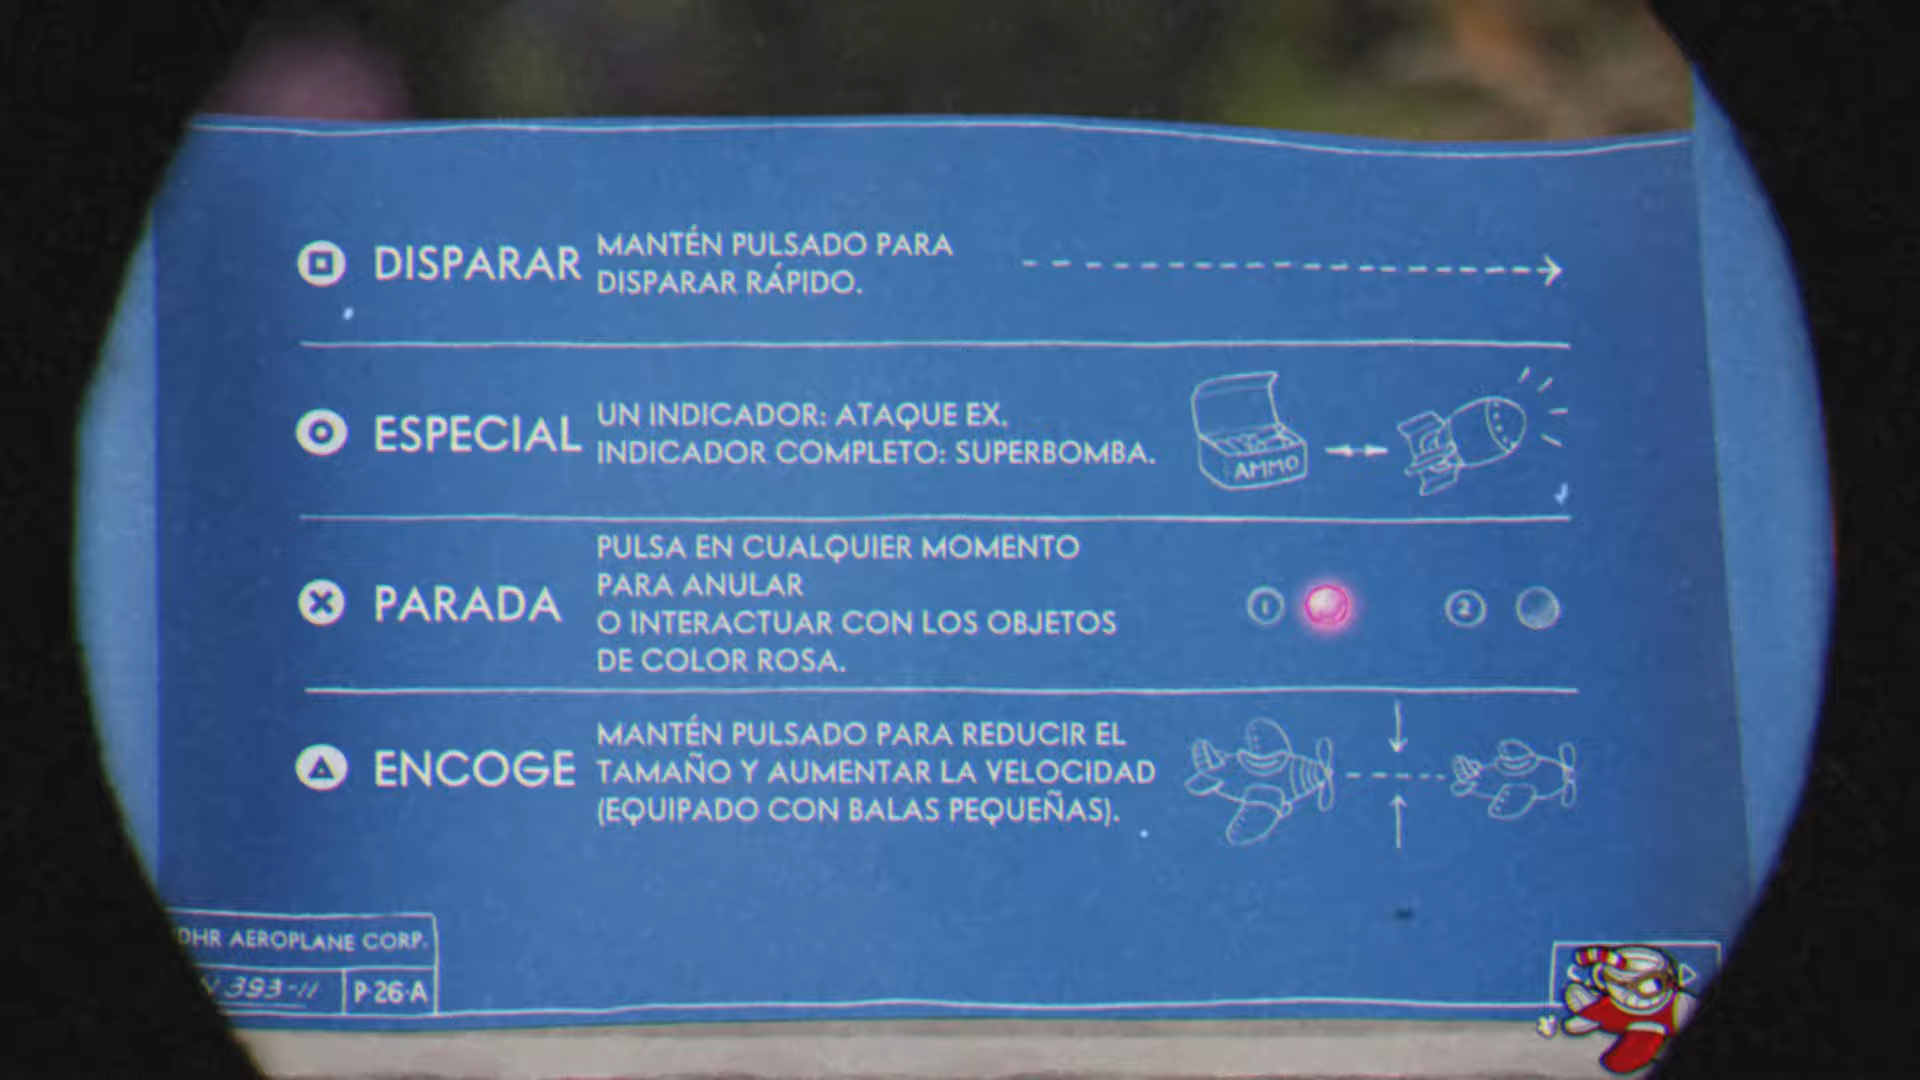 DISPARAR
MANTÉN PULSADO PARA
DISPARAR RÁPIDO.
ESPECIAL
UN INDICADOR: ATAQUE EX.
INDICADOR COMPLETO: SUPERBOMBA.
AMMO
PARADA
PULSA EN CUALQUIER MOMENTO
PARA ANULAR
O INTERACTUAR CON LOS OBJETOS
DE COLOR ROSA.
1
2
ENCOGE
MANTÉN PULSADO PARA REDUCIR EL
TAMAÑO Y AUMENTAR LA VELOCIDAD
(EQUIPADO CON BALAS PEQUEÑAS).
DHR AEROPLANE CORP.
393-11
P·26·A